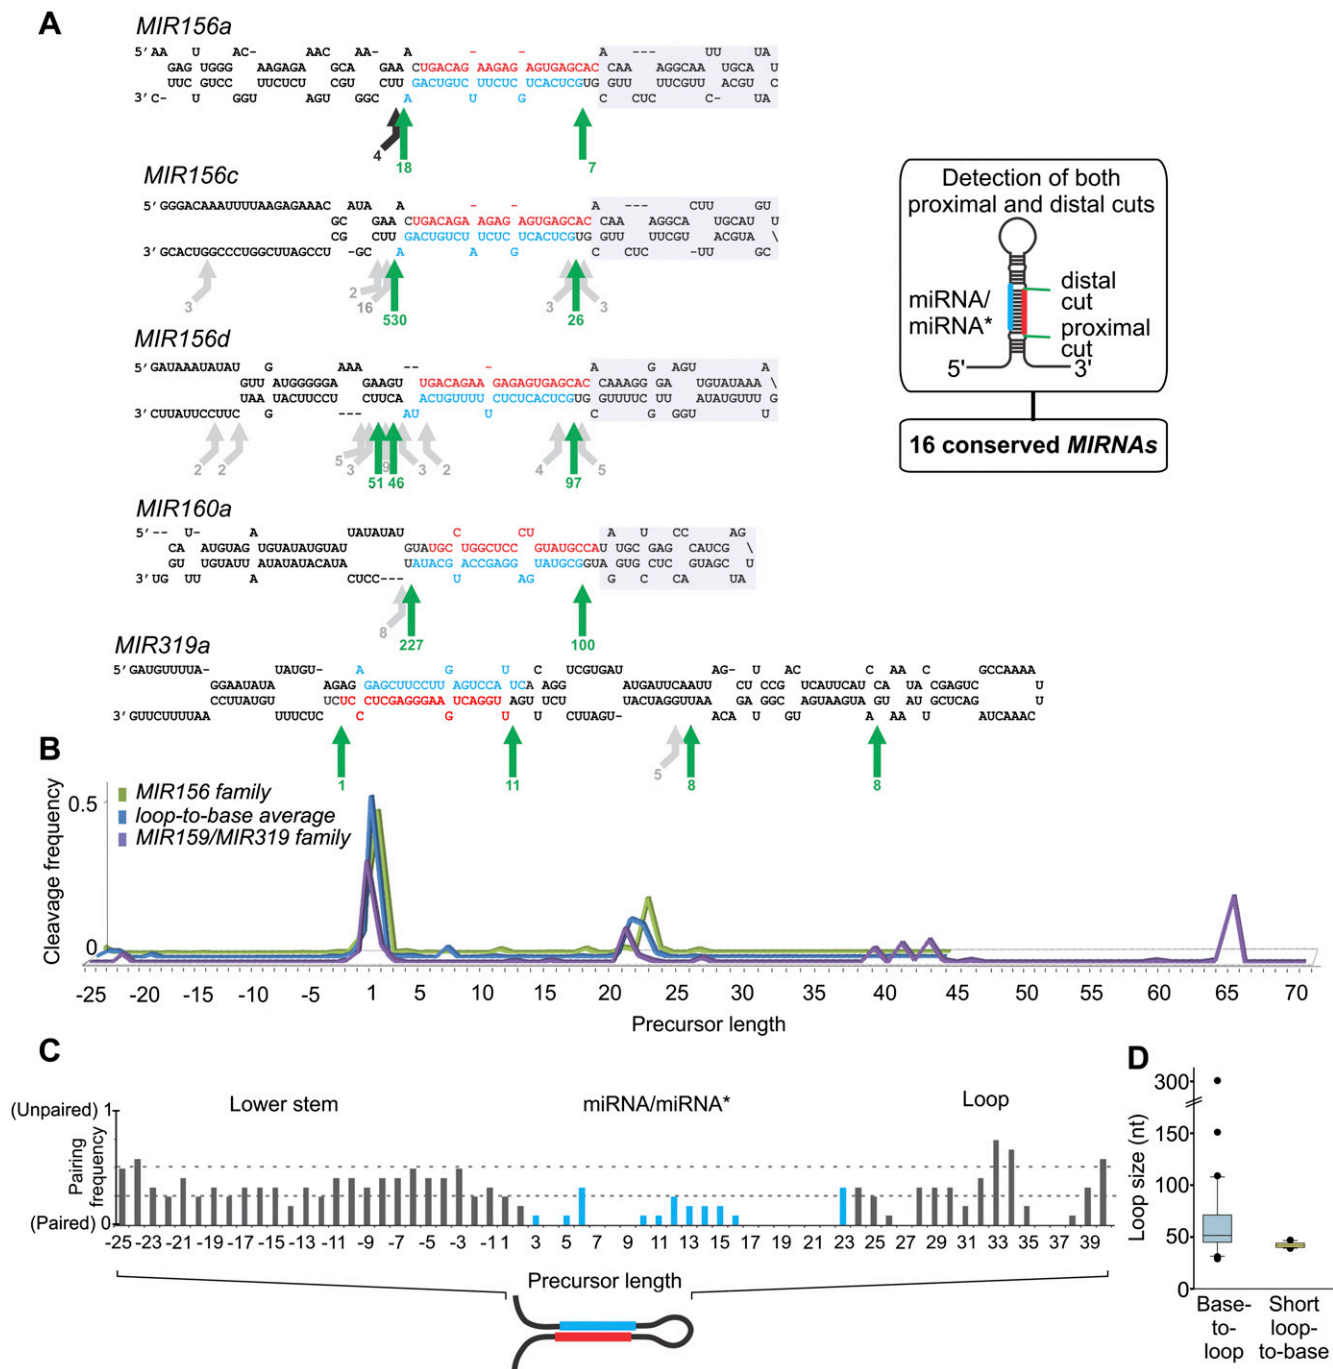 A
MIR156a
5' AA U AC- AAC AA- A - - A --- UU UA
GAG UGGG AAGAGA GCA GAA CUGACAG AAGAG AGUGAGCAC CAA AGGCAA UGCA U
UUC GUCC UUCUCU CGU CUU GACUGUC UUCUC UCACUCGUG GUU UUCGUU ACGU C
3' C- U GGU AGU GGC A U G C CUC C- UA
4
18
7
MIR156c
5' GGGACAAAUUUUAAGAGAAAC AUA A - - A --- CUU GU
GC GAA CUGACAGA AGAG AGUGAGCAC CAA AGGCA UGCAU U
CG CUU GACUGUCU UCUC UCACUCGUG GUU UUCGU ACGUA \
3' GCACUGGCCCUGGCUUAGCCU -GC A A G C CUC -UU GC
3
2
16
530
3
26
3
MIR156d
5' GAUAAAUAUAU G AAA -- - A G AGU A
GUU AUGGGGGA GAAGU UGACAGAA GAGAGUGAGCAC CAAAGGG GA UGUAUAAA \
UAA UACUUCCU CUUCA ACUGUUUU CUCUCACUCGUG GUUUUC UU AUAUGUUU G
3' CUUAUUCCUUC G --- AU U C G GGU U
2
2
5
3
51
9
46
3
2
4
97
5
MIR160a
5' -- U- A UAUAUAU C CU A U CC AG
CA AUGUAG UGUAUAUGUAU GUAUGC UGGCUCC GUAUGCCAU UGC GAG CAUCG \
GU UGUAUU AUAUAUACAUA UAUACG ACCGAGG UAUGCGGUA GUG CUC GUAGC U
3' UG UU A CUCC--- U AG G C CA UA
8
227
100
MIR319a
5' GAUGUUUUA- UAUGU- A G U C UCGUGAU AG- U AC C AAC C GCCAAAA
GGAAUAUA AGAG GAGCUUCCUU AGUCCA UCA AGG AUGAUUCAAUU CU CCG UCAUUCAU CA UA CGAGUC U
CCUUAUGU UCUC CUCGAGGGAA UCAGGU AGU UCU UACUAGGUUAA GA GGC AGUAAGUA GU AU GCUCAG U
3' GUUCUUUUAA UUUCUC C G U U CUUAGU- ACA U GU A AA U AUCAAAC
1
11
5
8
8
Detection of both
proximal and distal cuts
miRNA/
miRNA*
distal
cut
proximal
cut
5'
3'
16 conserved MIRNAs
B
MIR156 family
loop-to-base average
MIR159/MIR319 family
Cleavage frequency
0.5
0
-25 -20 -15 -10 -5 1 5 10 15 20 25 30 35 40 45 50 55 60 65 70
Precursor length
C
Lower stem
miRNA/miRNA*
Loop
(Unpaired) 1
Pairing
frequency
(Paired) 0
-25 -23 -21 -19 -17 -15 -13 -11 -9 -7 -5 -3 -1 1 3 5 7 9 11 13 15 17 19 21 23 25 27 29 31 33 35 37 39
Precursor length
D
Loop size (nt)
300
150
100
50
0
Base-
to-
loop
Short
loop-
to-base